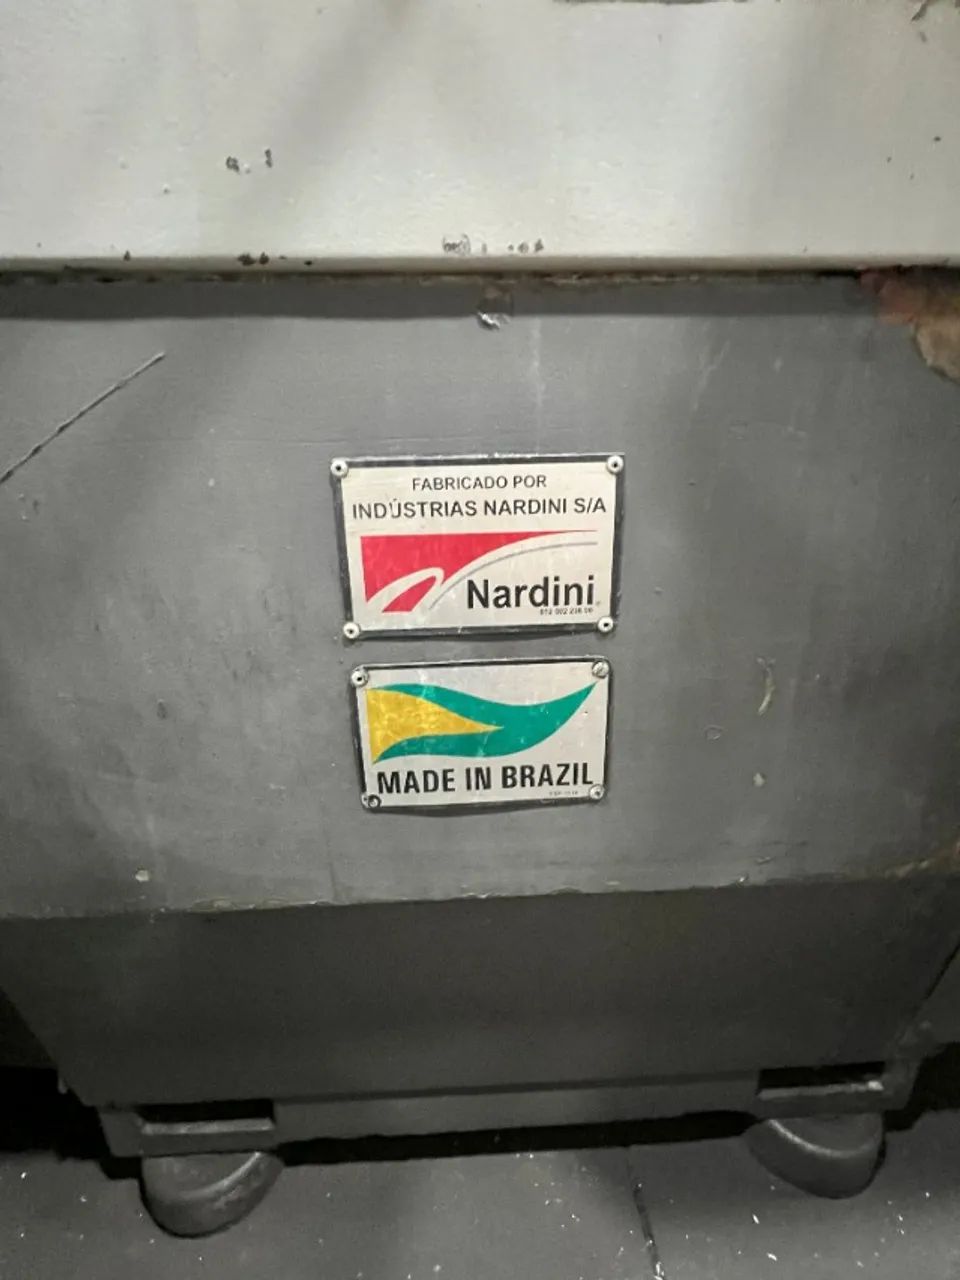 FABRICADO POR
INDÚSTRIAS NARDINI S/A
Nardini
MADE IN BRAZIL